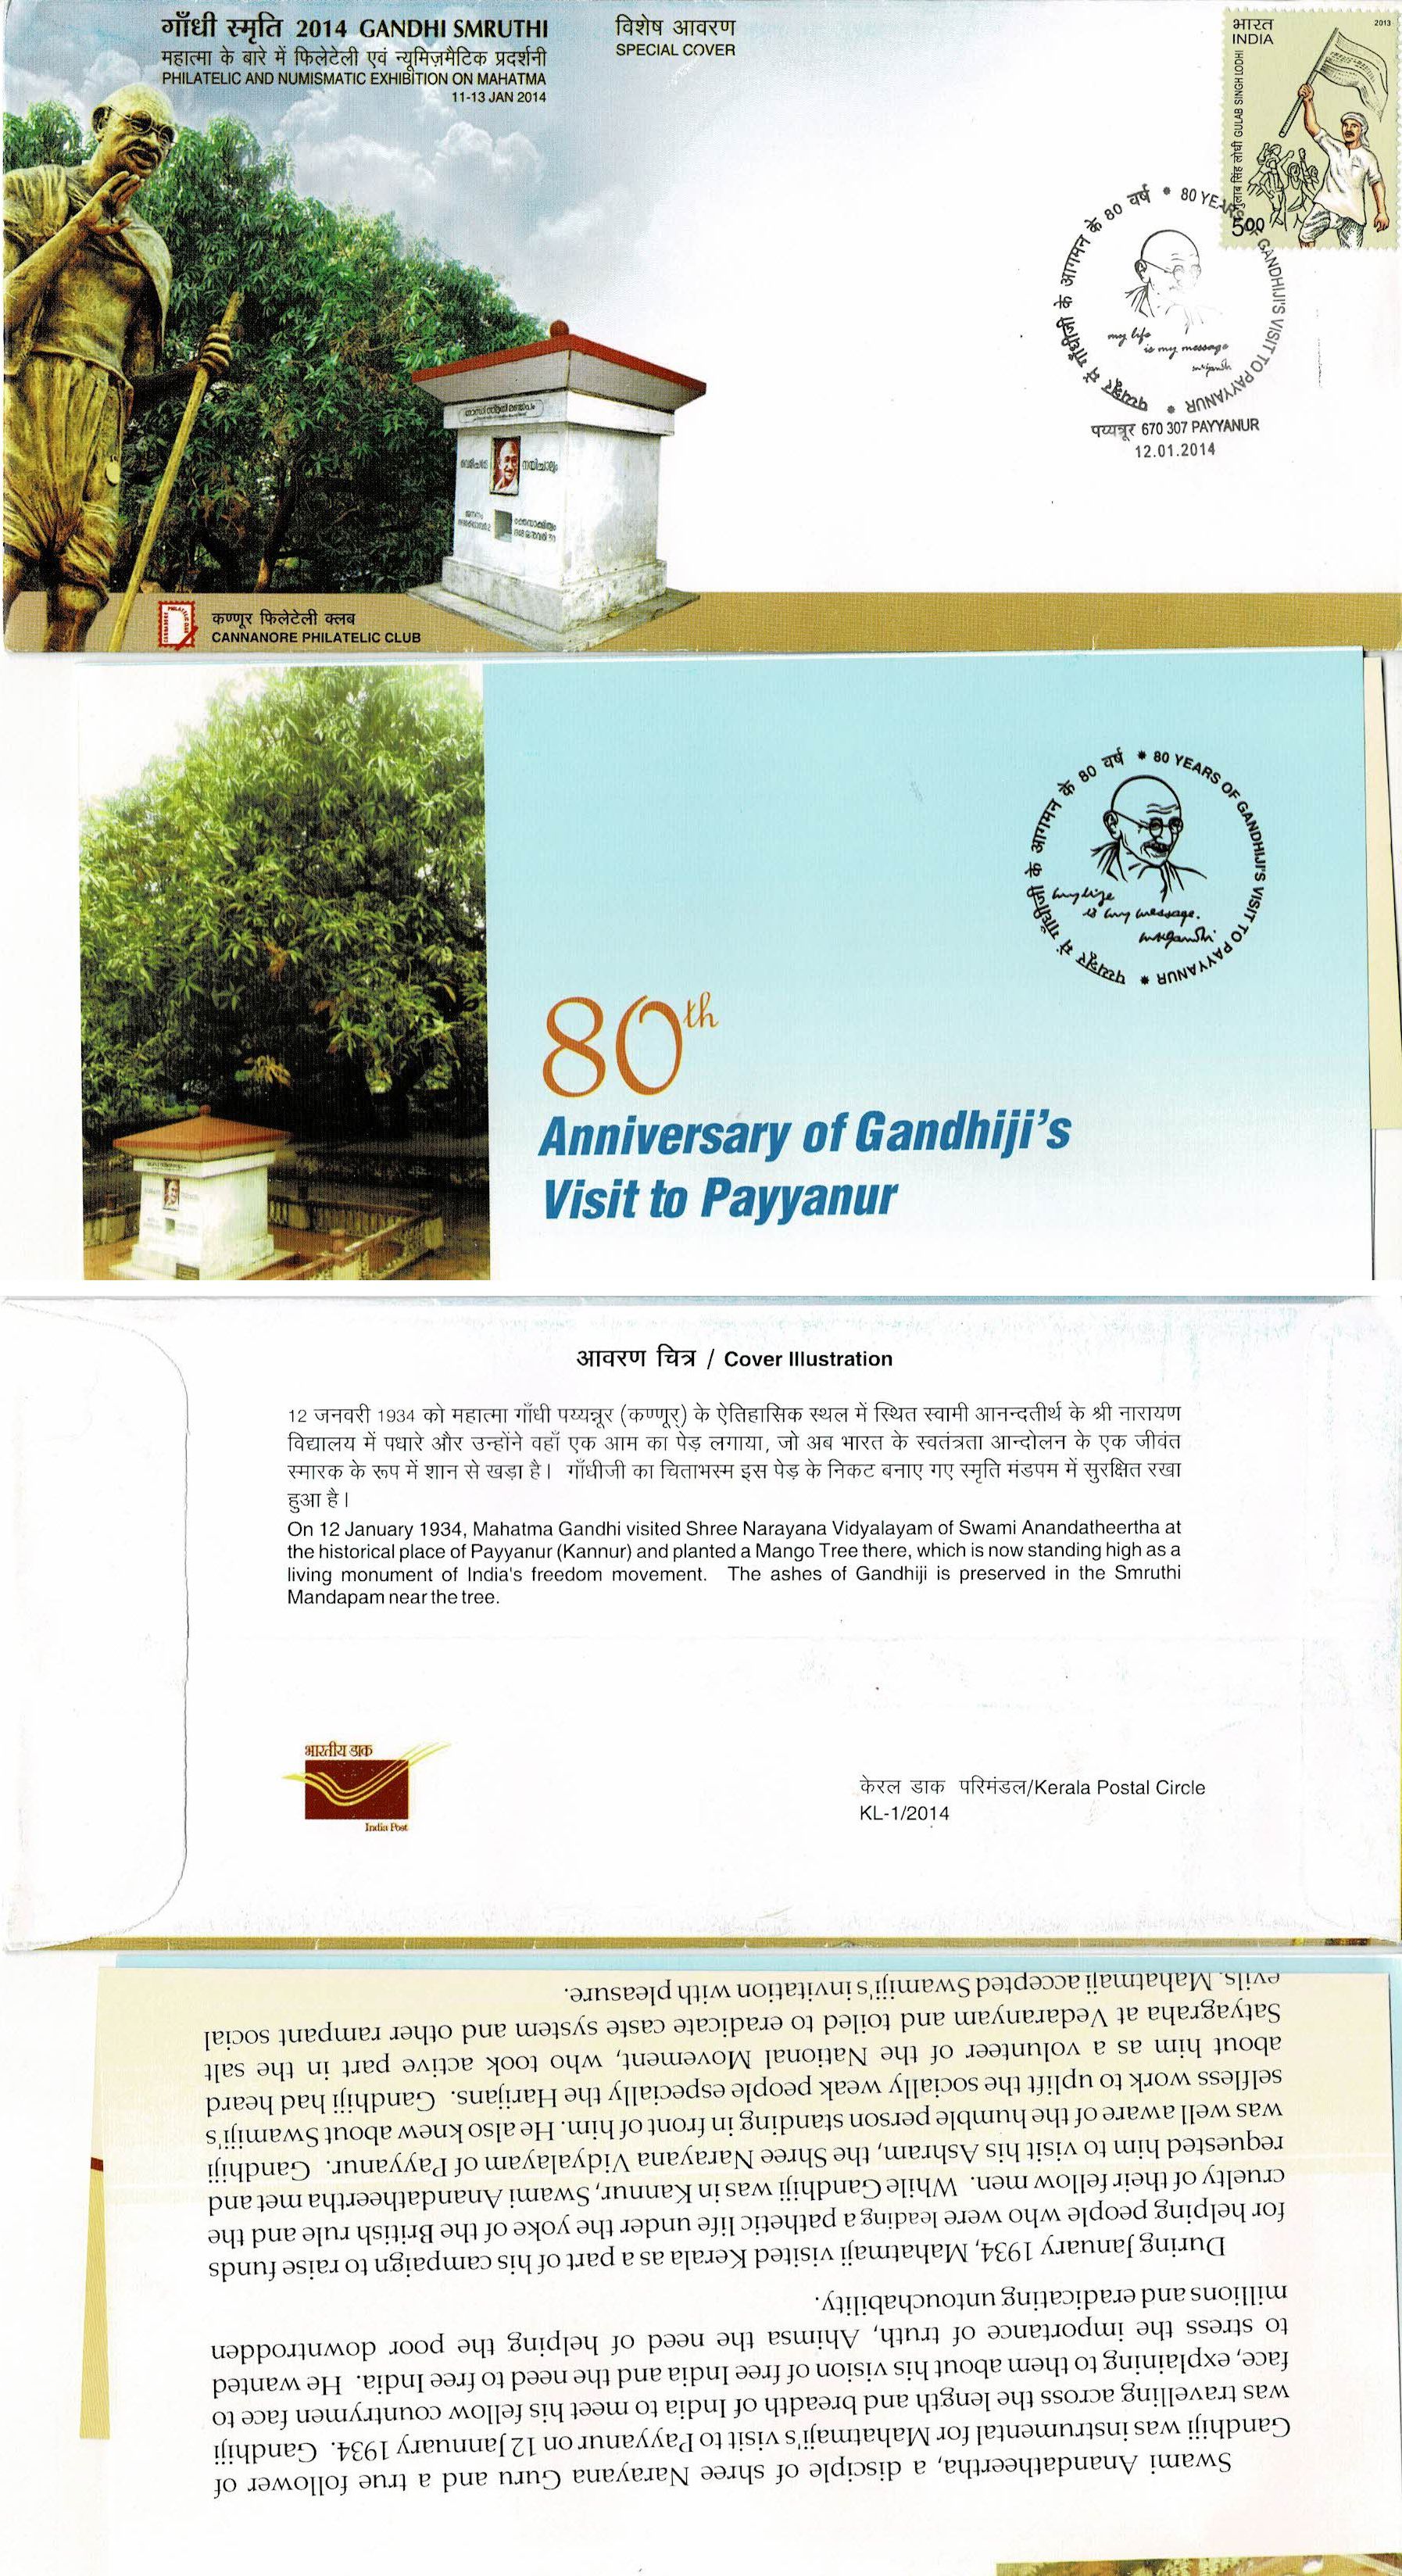 गाँधी स्मृति 2014 GANDHI SMRUTHI
महात्मा के बारे में फिलेटेली एवं न्यूमिज़मैटिक प्रदर्शनी
PHILATELIC AND NUMISMATIC EXHIBITION ON MAHATMA
11-13 JAN 2014
विशेष आवरण
SPECIAL COVER
भारत
INDIA
2013
गुलाब सिंह लोधी GULAB SINGH LODHI
500
पय्यन्नूर में गाँधीजी के आगमन के 80 वर्ष * 80 YEARS OF GANDHIJI'S VISIT TO PAYYANUR *
my life
is my message
mkgandhi
पय्यन्नूर 670 307 PAYYANUR
12.01.2014
ഗാന്ധി സ്മൃതി മണ്ഡപം
കണ്णूर फिलेटेली क्लब
CANNANORE PHILATELIC CLUB
पय्यन्नूर में गाँधीजी के आगमन के 80 वर्ष * 80 YEARS OF GANDHIJI'S VISIT TO PAYYANUR *
my life
is my message.
mkgandhi
80th
Anniversary of Gandhiji's
Visit to Payyanur
आवरण चित्र / Cover Illustration
12 जनवरी 1934 को महात्मा गाँधी पय्यन्नूर (कण्णूर) के ऐतिहासिक स्थल में स्थित स्वामी आनन्दतीर्थ के श्री नारायण
विद्यालय में पधारे और उन्होंने वहाँ एक आम का पेड़ लगाया, जो अब भारत के स्वतंत्रता आन्दोलन के एक जीवंत
स्मारक के रूप में शान से खड़ा है। गाँधीजी का चिताभस्म इस पेड़ के निकट बनाए गए स्मृति मंडपम में सुरक्षित रखा
हुआ है।
On 12 January 1934, Mahatma Gandhi visited Shree Narayana Vidyalayam of Swami Anandatheertha at
the historical place of Payyanur (Kannur) and planted a Mango Tree there, which is now standing high as a
living monument of India's freedom movement. The ashes of Gandhiji is preserved in the Smruthi
Mandapam near the tree.
भारतीय डाक
India Post
केरल डाक परिमंडल/Kerala Postal Circle
KL-1/2014
Swami Anandatheertha, a disciple of shree Narayana Guru and a true follower of
Gandhiji was instrumental for Mahatmaji's visit to Payyanur on 12 Jannuary 1934. Gandhiji
was travelling across the length and breadth of India to meet his fellow countrymen face to
face, explaining to them about his vision of free India and the need to free India. He wanted
to stress the importance of truth, Ahimsa the need of helping the poor downtrodden
millions and eradicating untouchability.
During January 1934, Mahatmaji visited Kerala as a part of his campaign to raise funds
for helping people who were leading a pathetic life under the yoke of the British rule and the
cruelty of their fellow men. While Gandhiji was in Kannur, Swami Anandatheertha met and
requested him to visit his Ashram, the Shree Narayana Vidyalayam of Payyanur. Gandhiji
was well aware of the humble person standing in front of him. He also knew about Swamiji's
selfless work to uplift the socially weak people especially the Harijans. Gandhiji had heard
about him as a volunteer of the National Movement, who took active part in the salt
Satyagraha at Vedaranyam and toiled to eradicate caste system and other rampant social
evils. Mahatmaji accepted Swamiji's invitation with pleasure.